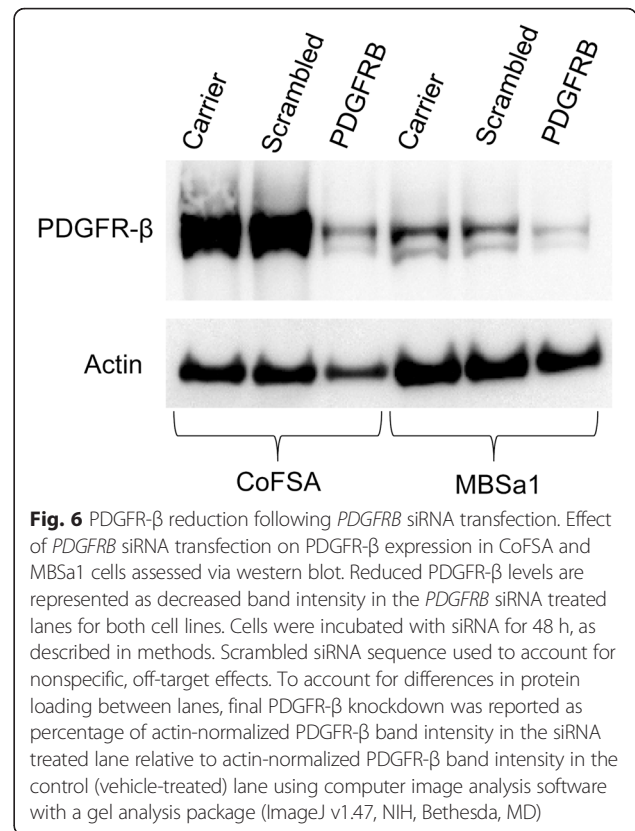 Carrier Scrambled PDGFRB Carrier Scrambled PDGFRB
PDGFR-β
Actin
CoFSA MBSa1
Fig. 6 PDGFR-β reduction following PDGFRB siRNA transfection. Effect
of PDGFRB siRNA transfection on PDGFR-β expression in CoFSA and
MBSa1 cells assessed via western blot. Reduced PDGFR-β levels are
represented as decreased band intensity in the PDGFRB siRNA treated
lanes for both cell lines. Cells were incubated with siRNA for 48 h, as
described in methods. Scrambled siRNA sequence used to account for
nonspecific, off-target effects. To account for differences in protein
loading between lanes, final PDGFR-β knockdown was reported as
percentage of actin-normalized PDGFR-β band intensity in the siRNA
treated lane relative to actin-normalized PDGFR-β band intensity in the
control (vehicle-treated) lane using computer image analysis software
with a gel analysis package (ImageJ v1.47, NIH, Bethesda, MD)